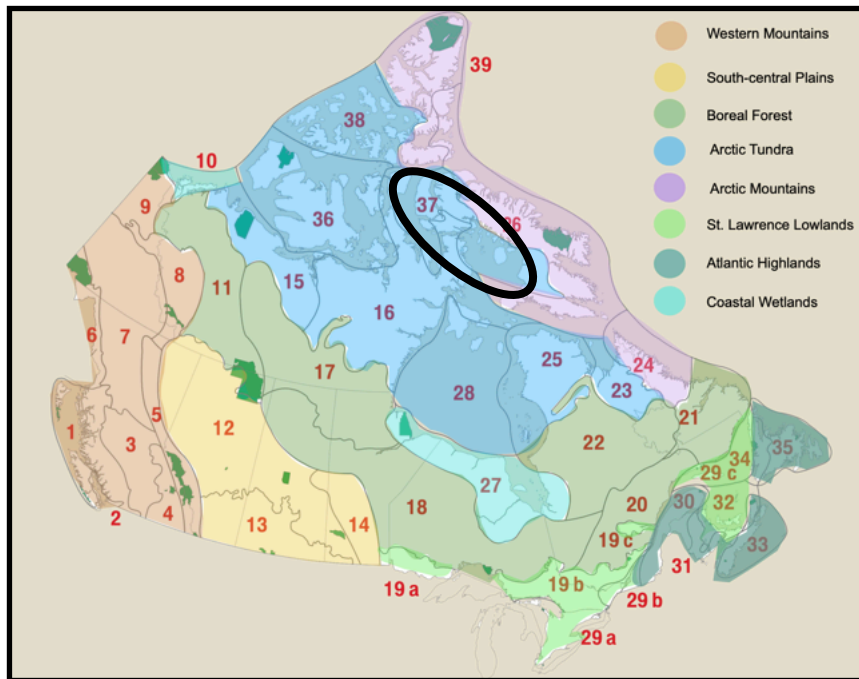 Western Mountains
South-central Plains
Boreal Forest
Arctic Tundra
Arctic Mountains
St. Lawrence Lowlands
Atlantic Highlands
Coastal Wetlands
39
38
10
9
37
36
36
8
11
15
16
6
7
17
25
24
23
28
5
12
1
3
22
21
35
34
29 c
27
2
4
13
14
18
20
30
32
19 c
33
31
19 a
19 b
29 b
29 a